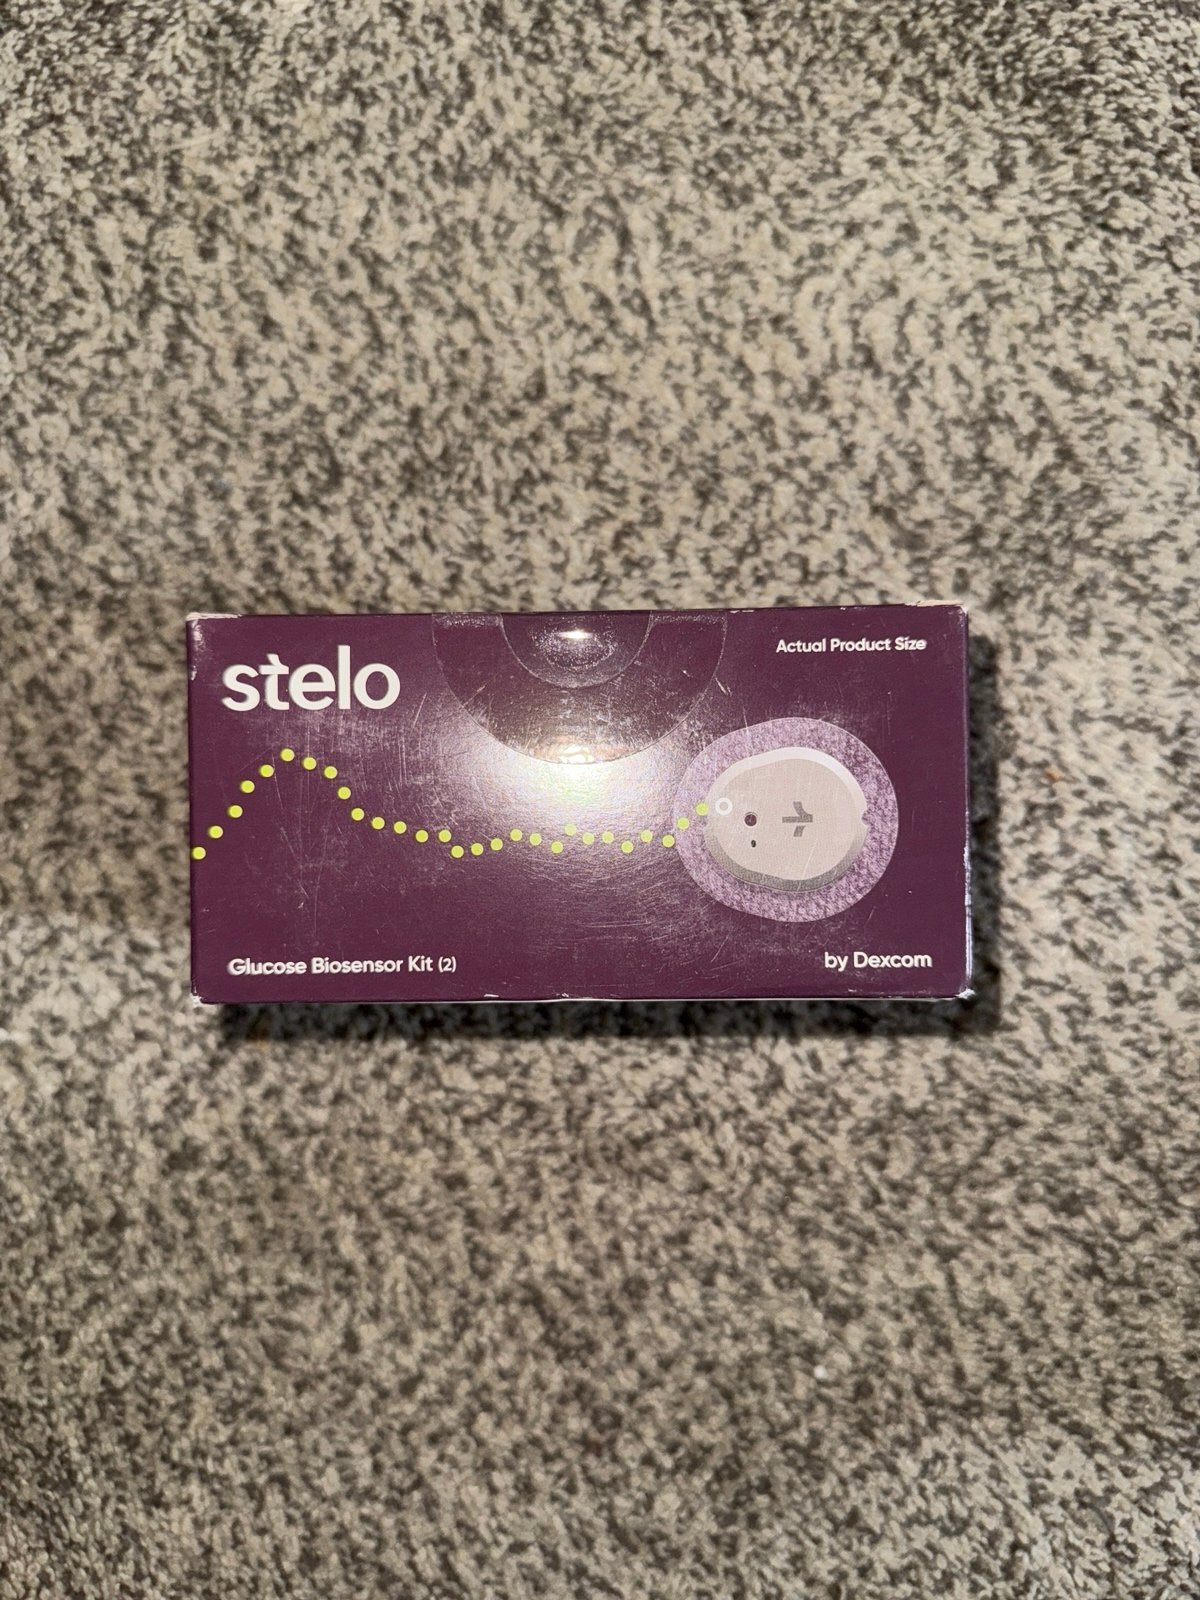 stelo
Actual Product Size
Glucose Biosensor Kit (2)
by Dexcom